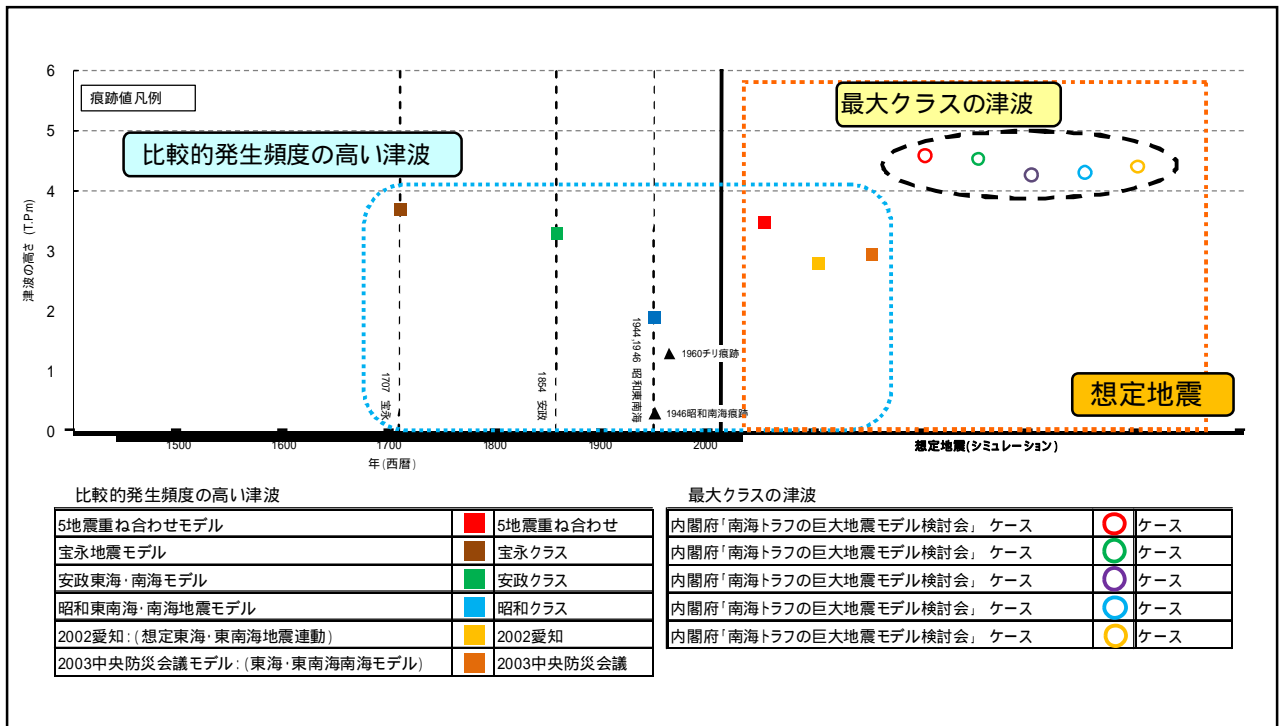 6
5
4
3
2
1
0
津波の高さ (T.Pm)
痕跡値凡例
比較的発生頻度の高い津波
最大クラスの津波
想定地震
1707 宝永
1854 安政
1944,1946 昭和東南海
1960チリ痕跡
1946昭和南海痕跡
1500
1600
1700
1800
1900
2000
年(西暦)
想定地震(シミュレーション)
比較的発生頻度の高い津波
5地震重ね合わせモデル 5地震重ね合わせ
宝永地震モデル 宝永クラス
安政東海・南海モデル 安政クラス
昭和東南海・南海地震モデル 昭和クラス
2002愛知:(想定東海・東南海地震連動) 2002愛知
2003中央防災会議モデル:(東海・東南海南海モデル) 2003中央防災会議
最大クラスの津波
内閣府「南海トラフの巨大地震モデル検討会」 ケース ケース
内閣府「南海トラフの巨大地震モデル検討会」 ケース ケース
内閣府「南海トラフの巨大地震モデル検討会」 ケース ケース
内閣府「南海トラフの巨大地震モデル検討会」 ケース ケース
内閣府「南海トラフの巨大地震モデル検討会」 ケース ケース